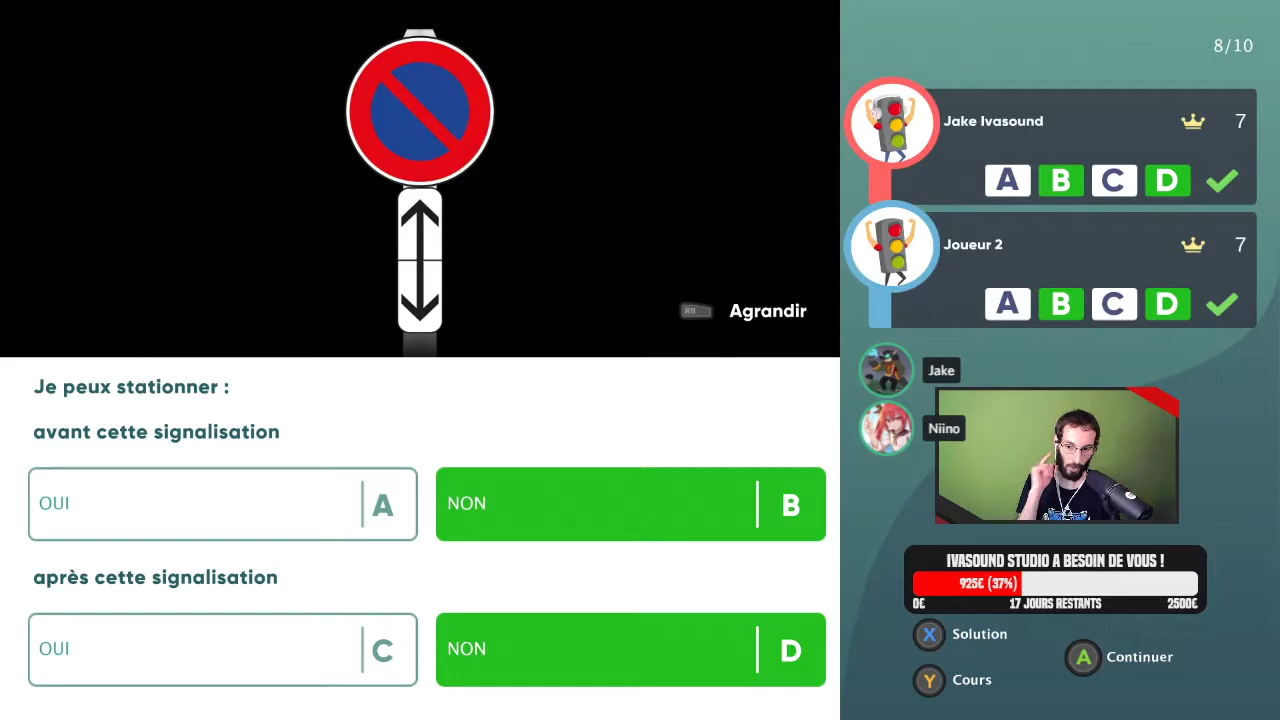 8/10
Jake Ivasound
7
A B C D
Joueur 2
7
A B C D
RB Agrandir
Jake
Niino
Je peux stationner :
avant cette signalisation
OUI A
NON B
après cette signalisation
OUI C
NON D
IVASOUND STUDIO A BESOIN DE VOUS !
925€ (37%)
0€ 17 JOURS RESTANTS 2500€
X Solution
A Continuer
Y Cours